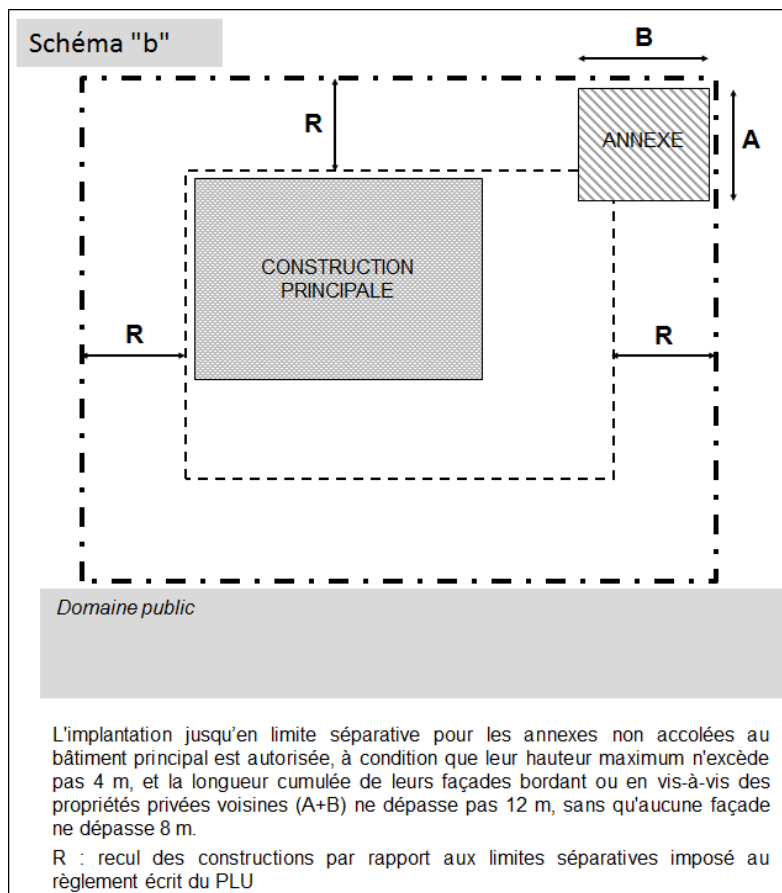 Schéma "b"
B
R
ANNEXE
A
CONSTRUCTION
PRINCIPALE
R
R
Domaine public
L'implantation jusqu'en limite séparative pour les annexes non accolées au
bâtiment principal est autorisée, à condition que leur hauteur maximum n'excède
pas 4 m, et la longueur cumulée de leurs façades bordant ou en vis-à-vis des
propriétés privées voisines (A+B) ne dépasse pas 12 m, sans qu'aucune façade
ne dépasse 8 m.
R : recul des constructions par rapport aux limites séparatives imposé au
règlement écrit du PLU